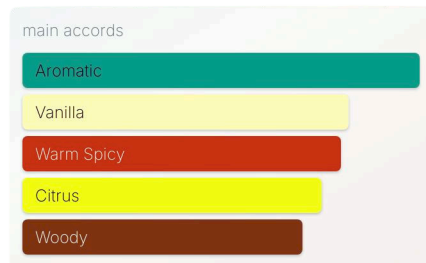 main accords
Aromatic
Vanilla
Warm Spicy
Citrus
Woody